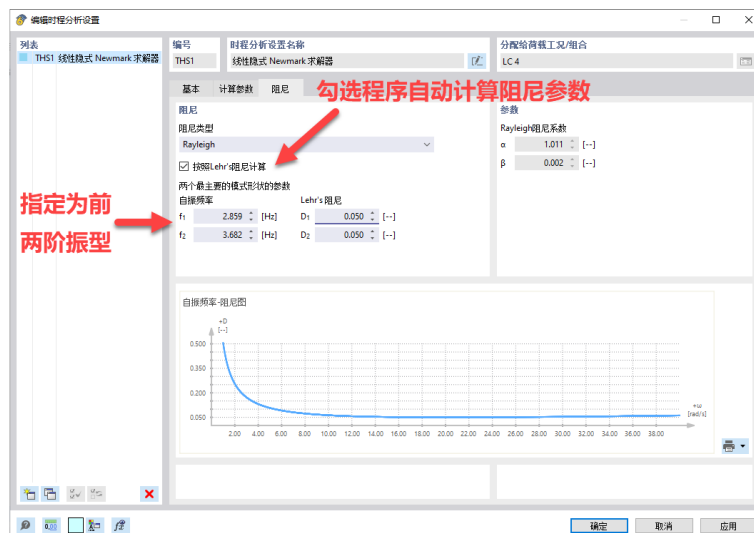 编辑时程分析设置
列表
THS1 线性隐式 Newmark 求解器
编号
THS1
时程分析设置名称
线性隐式 Newmark 求解器
分配给荷载工况/组合
LC 4
基本 计算参数 阻尼
勾选程序自动计算阻尼参数
阻尼
阻尼类型
Rayleigh
按照Lehr's阻尼计算
两个最主要的模式形状的参数
自振频率 Lehr's 阻尼
f₁ 2.859 [Hz] D₁ 0.050 [--]
f₂ 3.682 [Hz] D₂ 0.050 [--]
指定为前
两阶振型
参数
Rayleigh阻尼系数
α 1.011 [--]
β 0.002 [--]
自振频率-阻尼图
+D
[--]
0.500
0.350
0.200
0.050
+ω
[rad/s]
2.00 4.00 6.00 8.00 10.00 12.00 14.00 16.00 18.00 20.00 22.00 24.00 26.00 28.00 30.00 32.00 34.00 36.00 38.00
0,00
确定 取消 应用